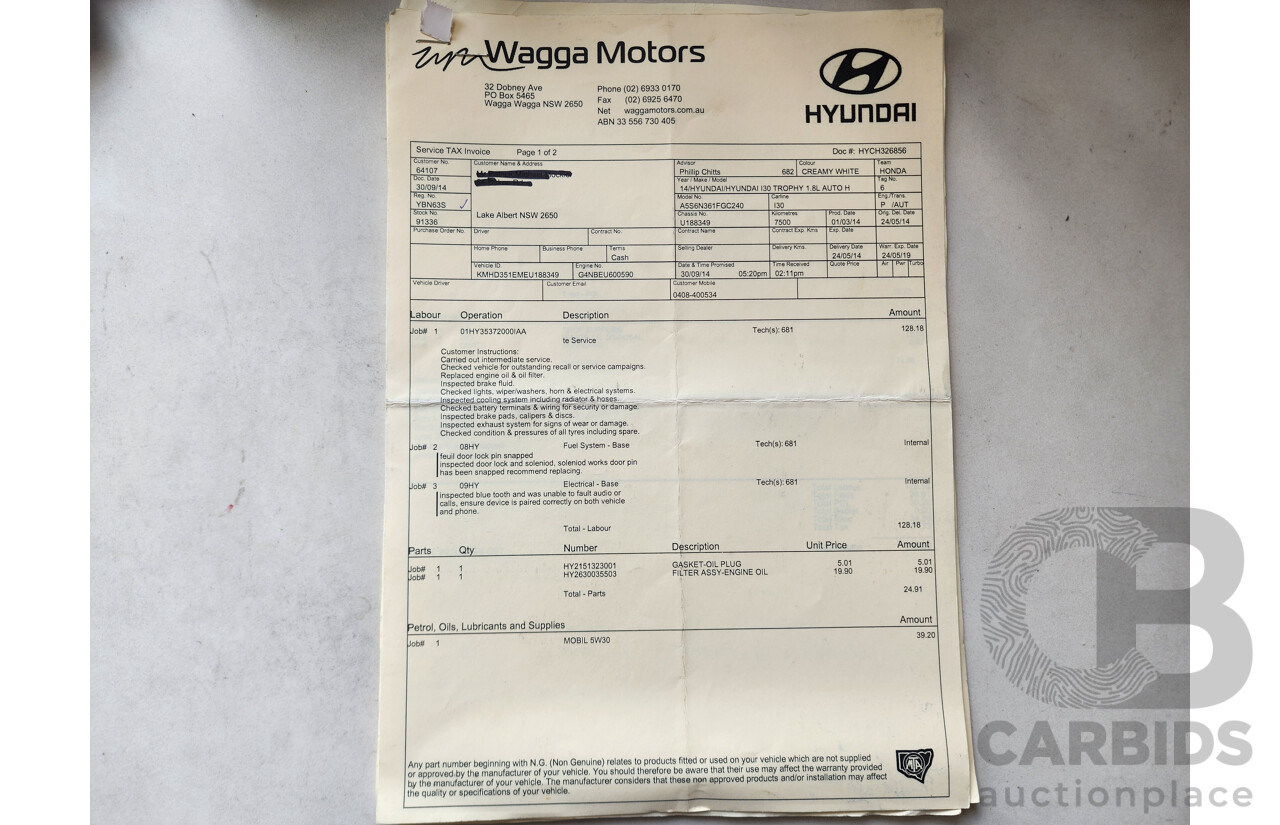 Wagga Motors
32 Dobney Ave
PO Box 5465
Wagga Wagga NSW 2650
Phone (02) 6933 0170
Fax (02) 6925 6470
Net waggamotors.com.au
ABN 33 556 730 405
HYUNDAI
Service TAX Invoice Page 1 of 2 Doc #: HYCH326856
Customer No. Customer Name & Address Advisor Colour Team
64107 Phillip Chitts 682 CREAMY WHITE HONDA
Doc. Date Year / Make / Model Tag No.
30/09/14 14/HYUNDAI/HYUNDAI I30 TROPHY 1.8L AUTO H 6
Reg. No. Model No. Carline Eng./Trans.
YBN63S A5S6N361FGC240 I30 P /AUT
Stock No. Chassis No. Kilometres Prod. Date Orig. Del. Date
91336 Lake Albert NSW 2650 U188349 7500 01/03/14 24/05/14
Purchase Order No. Driver Contract No. Contract Name Contract Exp. Kms Exp. Date
Home Phone Business Phone Terms Selling Dealer Delivery Kms. Delivery Date Warr. Exp. Date
Cash 24/05/14 24/05/19
Vehicle ID Engine No. Date & Time Promised Time Received Quote Price Air Pwr Turbo
KMHD351EMEU188349 G4NBEU600590 30/09/14 05:20pm 02:11pm
Vehicle Driver Customer Email Customer Mobile
0408-400534
Labour Operation Description Amount
Job# 1 01HY35372000IAA Tech(s): 681 128.18
te Service
Customer Instructions:
Carried out intermediate service.
Checked vehicle for outstanding recall or service campaigns.
Replaced engine oil & oil filter.
Inspected brake fluid.
Checked lights, wiper/washers, horn & electrical systems.
Inspected cooling system including radiator & hoses.
Checked battery terminals & wiring for security or damage.
Inspected brake pads, calipers & discs.
Inspected exhaust system for signs of wear or damage.
Checked condition & pressures of all tyres including spare.
Job# 2 08HY Fuel System - Base Tech(s): 681 Internal
feuil door lock pin snapped
inspected door lock and soleniod, soleniod works door pin
has been snapped recommend replacing.
Job# 3 09HY Electrical - Base Tech(s): 681 Internal
inspected blue tooth and was unable to fault audio or
calls, ensure device is paired correctly on both vehicle
and phone.
Total - Labour 128.18
Parts Qty Number Description Unit Price Amount
Job# 1 1 HY2151323001 GASKET-OIL PLUG 5.01 5.01
Job# 1 1 HY2630035503 FILTER ASSY-ENGINE OIL 19.90 19.90
Total - Parts 24.91
Petrol, Oils, Lubricants and Supplies Amount
Job# 1 MOBIL 5W30 39.20
Any part number beginning with N.G. (Non Genuine) relates to products fitted or used on your vehicle which are not supplied
or approved by the manufacturer of your vehicle. You should therefore be aware that their use may affect the warranty provided
by the manufacturer of your vehicle. The manufacturer considers that these non approved products and/or installation may affect
the quality or specifications of your vehicle.
CARBIDS
auctionplace